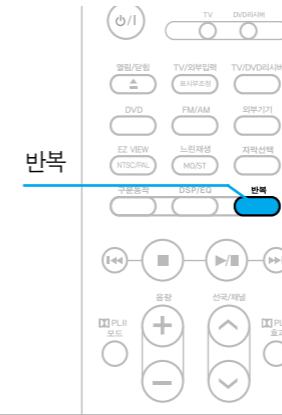 TV DVD리시버
열림/닫힘 TV/외부입력 TV/DVD리시버
표시부조정
DVD FM/AM 외부기기
EZ VIEW 느린재생 자막선택
NTSC/PAL MO/ST
반복
구분동작 DSP/EQ 반복
음량 선국/채널
PL II
모드
PL
효과